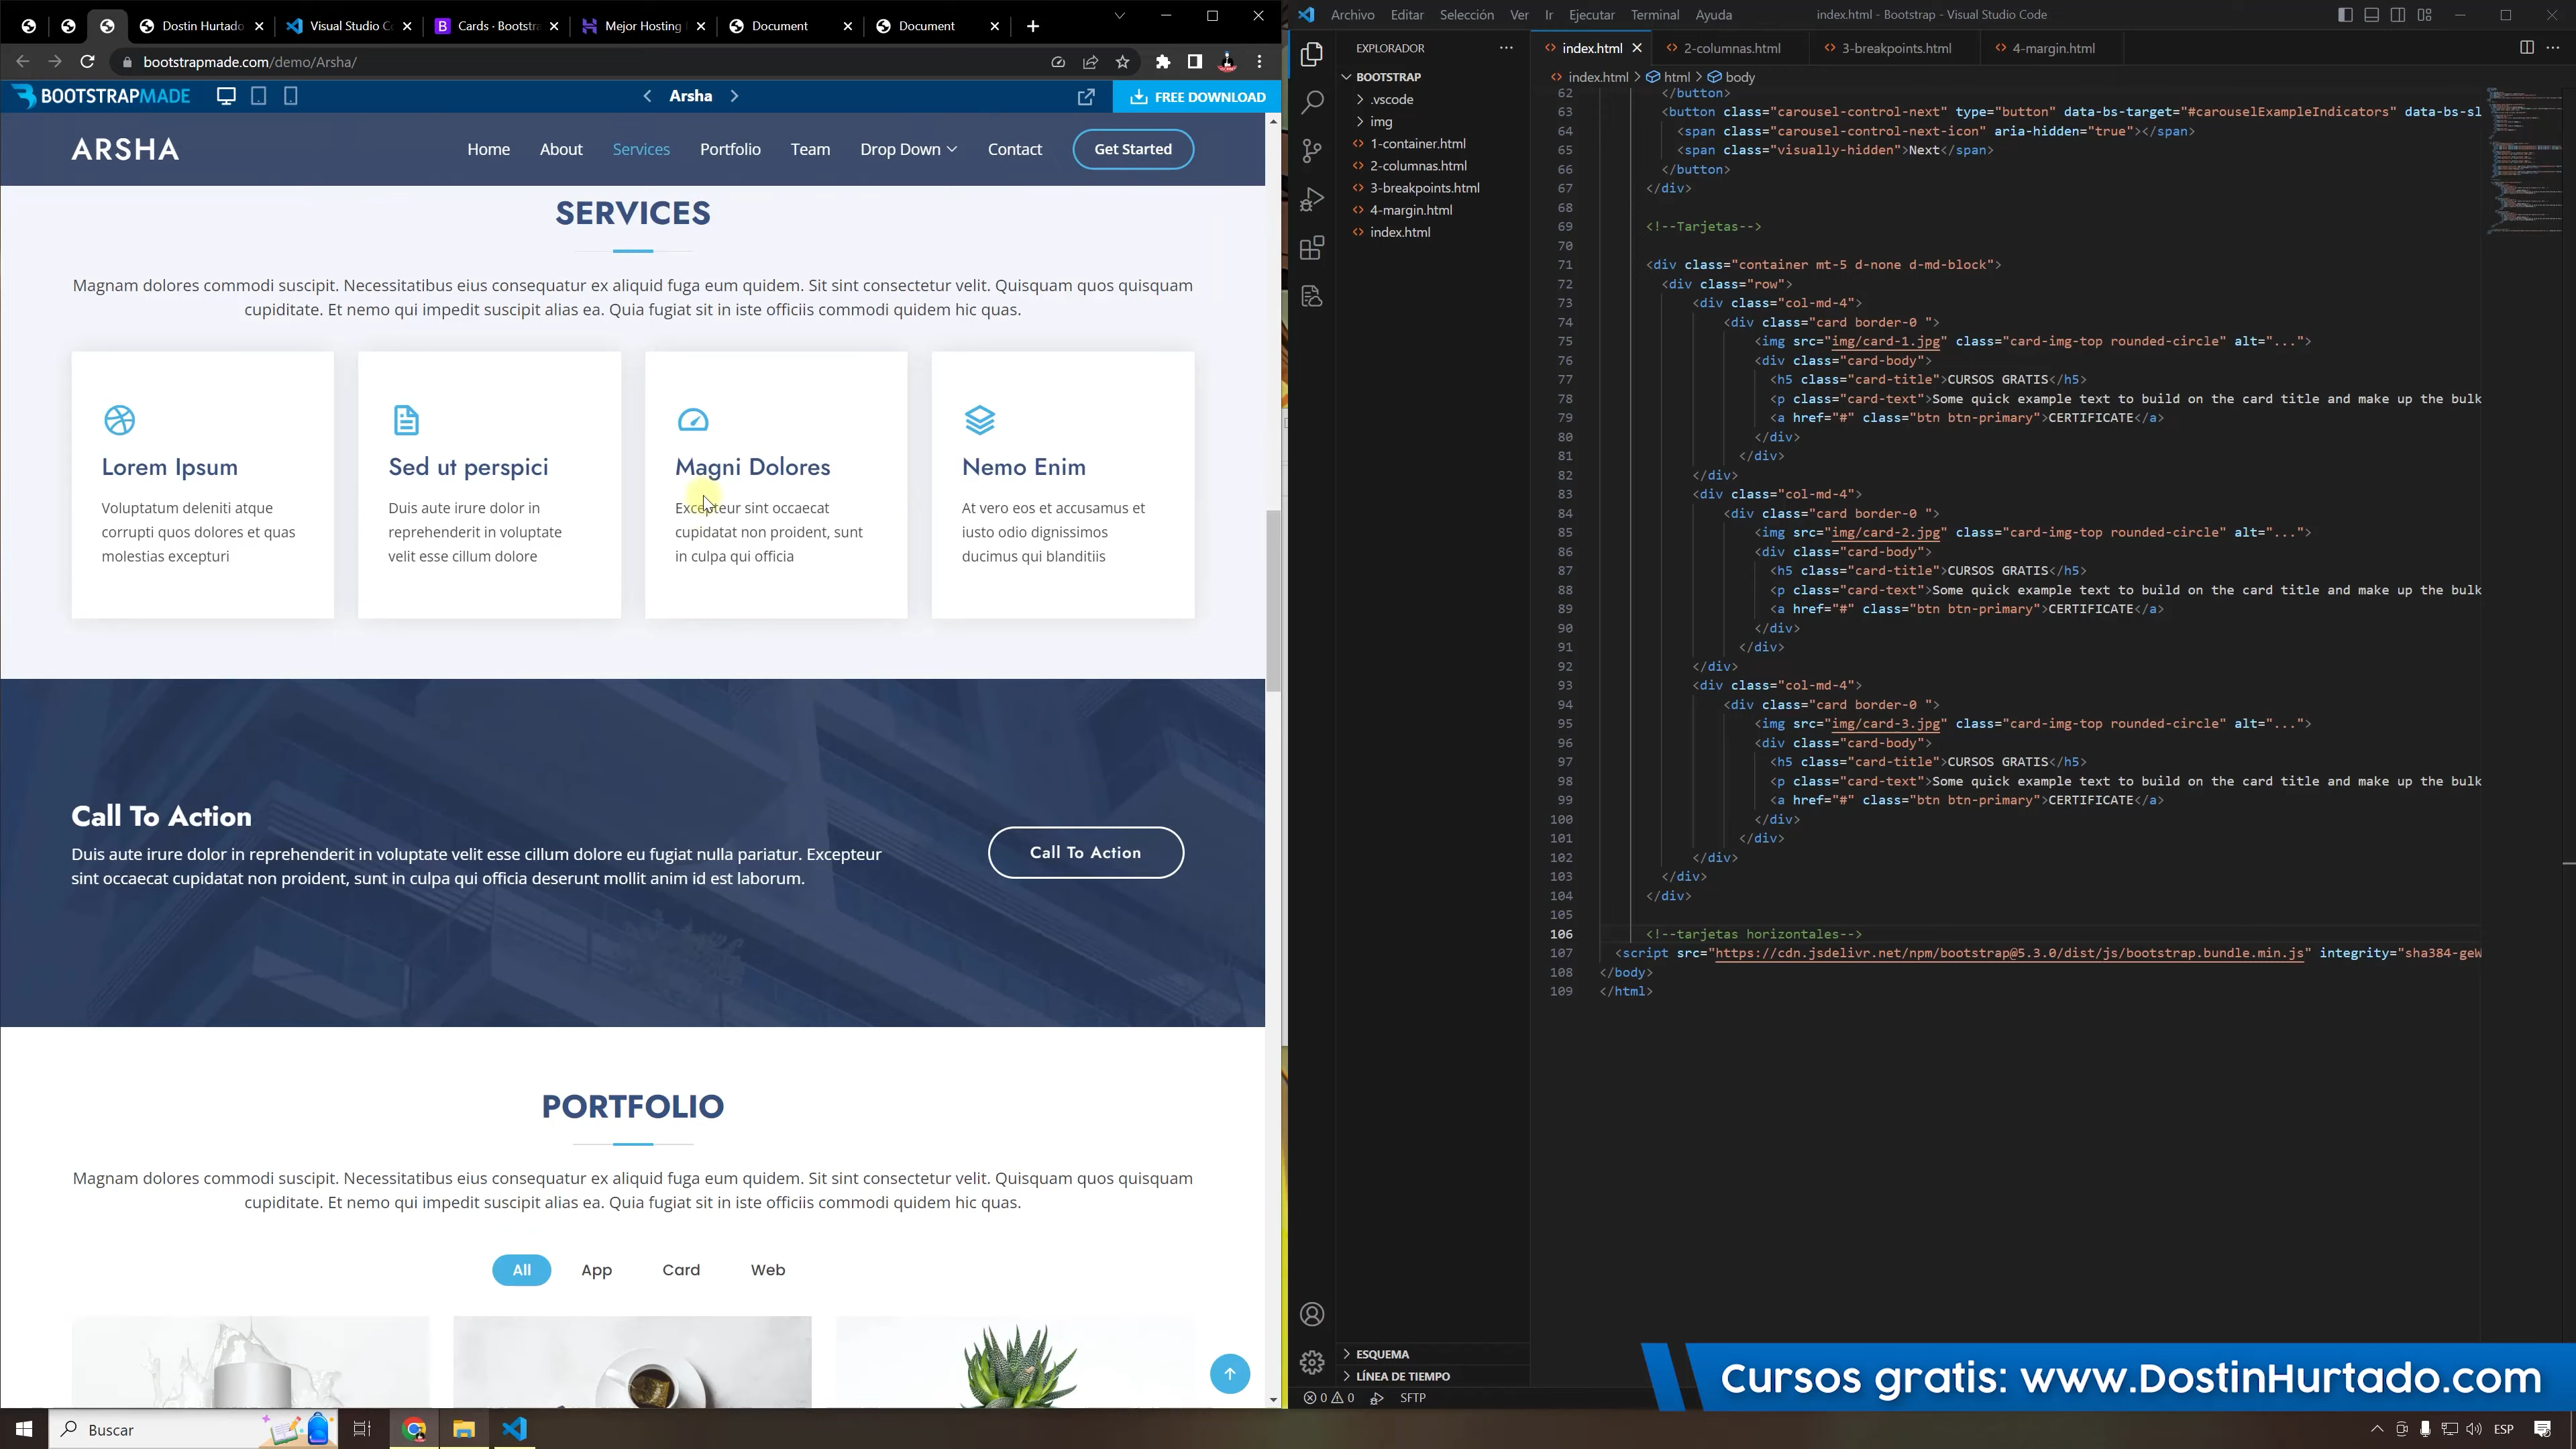 Dostin Hurtado
Visual Studio Co
Cards · Bootstra
Mejor Hosting
Document
Document
bootstrapmade.com/demo/Arsha/
BOOTSTRAPMADE
Arsha
FREE DOWNLOAD
ARSHA
Home
About
Services
Portfolio
Team
Drop Down
Contact
Get Started
SERVICES
Magnam dolores commodi suscipit. Necessitatibus eius consequatur ex aliquid fuga eum quidem. Sit sint consectetur velit. Quisquam quos quisquam
cupiditate. Et nemo qui impedit suscipit alias ea. Quia fugiat sit in iste officiis commodi quidem hic quas.
Lorem Ipsum
Voluptatum deleniti atque
corrupti quos dolores et quas
molestias excepturi
Sed ut perspici
Duis aute irure dolor in
reprehenderit in voluptate
velit esse cillum dolore
Magni Dolores
Excepteur sint occaecat
cupidatat non proident, sunt
in culpa qui officia
Nemo Enim
At vero eos et accusamus et
iusto odio dignissimos
ducimus qui blanditiis
Call To Action
Duis aute irure dolor in reprehenderit in voluptate velit esse cillum dolore eu fugiat nulla pariatur. Excepteur
sint occaecat cupidatat non proident, sunt in culpa qui officia deserunt mollit anim id est laborum.
Call To Action
PORTFOLIO
Magnam dolores commodi suscipit. Necessitatibus eius consequatur ex aliquid fuga eum quidem. Sit sint consectetur velit. Quisquam quos quisquam
cupiditate. Et nemo qui impedit suscipit alias ea. Quia fugiat sit in iste officiis commodi quidem hic quas.
All
App
Card
Web
Buscar
Archivo Editar Selección Ver Ir Ejecutar Terminal Ayuda
index.html - Bootstrap - Visual Studio Code
EXPLORADOR
BOOTSTRAP
.vscode
img
1-container.html
2-columnas.html
3-breakpoints.html
4-margin.html
index.html
ESQUEMA
LÍNEA DE TIEMPO
index.html
2-columnas.html
3-breakpoints.html
4-margin.html
index.html > html > body
62 </button>
63 <button class="carousel-control-next" type="button" data-bs-target="#carouselExampleIndicators" data-bs-sl
64 <span class="carousel-control-next-icon" aria-hidden="true"></span>
65 <span class="visually-hidden">Next</span>
66 </button>
67 </div>
68
69 <!--Tarjetas-->
70
71 <div class="container mt-5 d-none d-md-block">
72 <div class="row">
73 <div class="col-md-4">
74 <div class="card border-0 ">
75 <img src="img/card-1.jpg" class="card-img-top rounded-circle" alt="...">
76 <div class="card-body">
77 <h5 class="card-title">CURSOS GRATIS</h5>
78 <p class="card-text">Some quick example text to build on the card title and make up the bulk
79 <a href="#" class="btn btn-primary">CERTIFICATE</a>
80 </div>
81 </div>
82 </div>
83 <div class="col-md-4">
84 <div class="card border-0 ">
85 <img src="img/card-2.jpg" class="card-img-top rounded-circle" alt="...">
86 <div class="card-body">
87 <h5 class="card-title">CURSOS GRATIS</h5>
88 <p class="card-text">Some quick example text to build on the card title and make up the bulk
89 <a href="#" class="btn btn-primary">CERTIFICATE</a>
90 </div>
91 </div>
92 </div>
93 <div class="col-md-4">
94 <div class="card border-0 ">
95 <img src="img/card-3.jpg" class="card-img-top rounded-circle" alt="...">
96 <div class="card-body">
97 <h5 class="card-title">CURSOS GRATIS</h5>
98 <p class="card-text">Some quick example text to build on the card title and make up the bulk
99 <a href="#" class="btn btn-primary">CERTIFICATE</a>
100 </div>
101 </div>
102 </div>
103 </div>
104 </div>
105
106 <!--tarjetas horizontales-->
107 <script src="https://cdn.jsdelivr.net/npm/bootstrap@5.3.0/dist/js/bootstrap.bundle.min.js" integrity="sha384-geW
108 </body>
109 </html>
0 0 SFTP
Cursos gratis: www.DostinHurtado.com
ESP